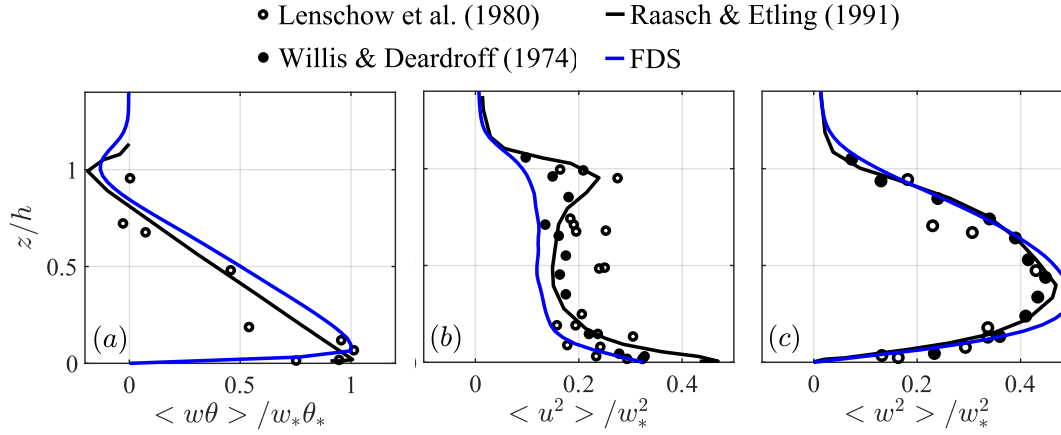 Lenschow et al. (1980) Raasch & Etling (1991)
Willis & Deardroff (1974) FDS
z/h
1
0.5
0
(a)
(b)
(c)
0 0.5 1
0 0.2 0.4
0 0.2 0.4
< wθ > /w*θ*
< u² > /w*²
< w² > /w*²